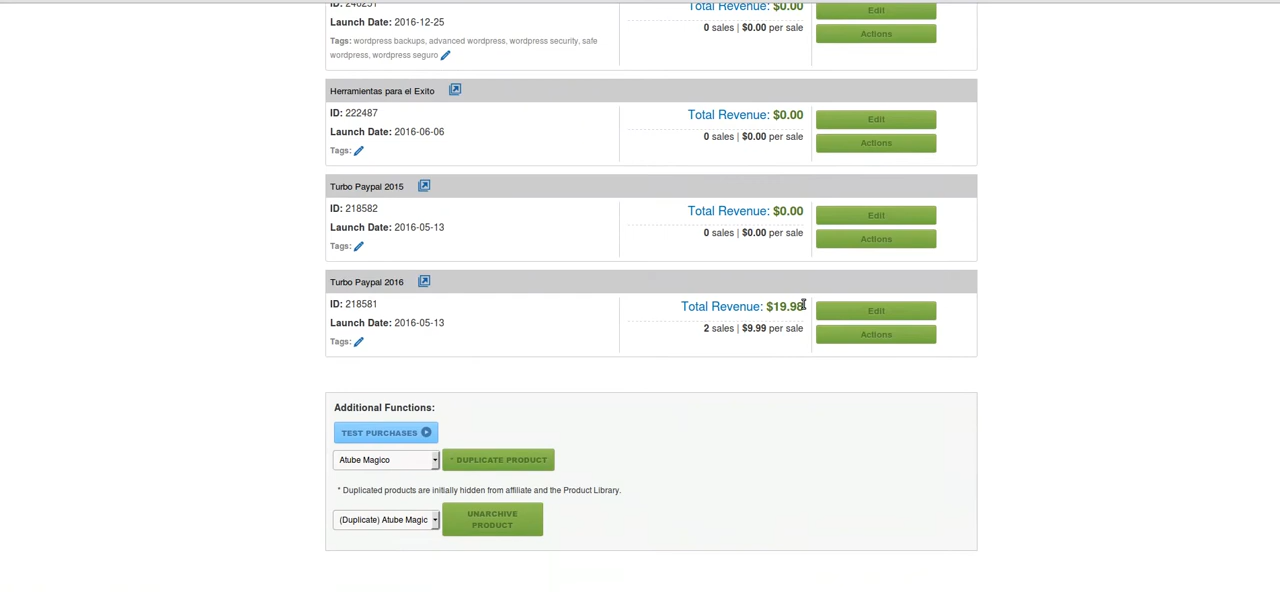 ID: 246251
Launch Date: 2016-12-25
Tags: wordpress backups, advanced wordpress, wordpress security, safe
wordpress, wordpress seguro
Total Revenue: $0.00
0 sales | $0.00 per sale
Edit
Actions
Herramientas para el Exito
ID: 222487
Launch Date: 2016-06-06
Tags:
Total Revenue: $0.00
0 sales | $0.00 per sale
Edit
Actions
Turbo Paypal 2015
ID: 218582
Launch Date: 2016-05-13
Tags:
Total Revenue: $0.00
0 sales | $0.00 per sale
Edit
Actions
Turbo Paypal 2016
ID: 218581
Launch Date: 2016-05-13
Tags:
Total Revenue: $19.98
2 sales | $9.99 per sale
Edit
Actions
Additional Functions:
TEST PURCHASES
Atube Magico
* DUPLICATE PRODUCT
* Duplicated products are initially hidden from affiliate and the Product Library.
(Duplicate) Atube Magic
UNARCHIVE
PRODUCT